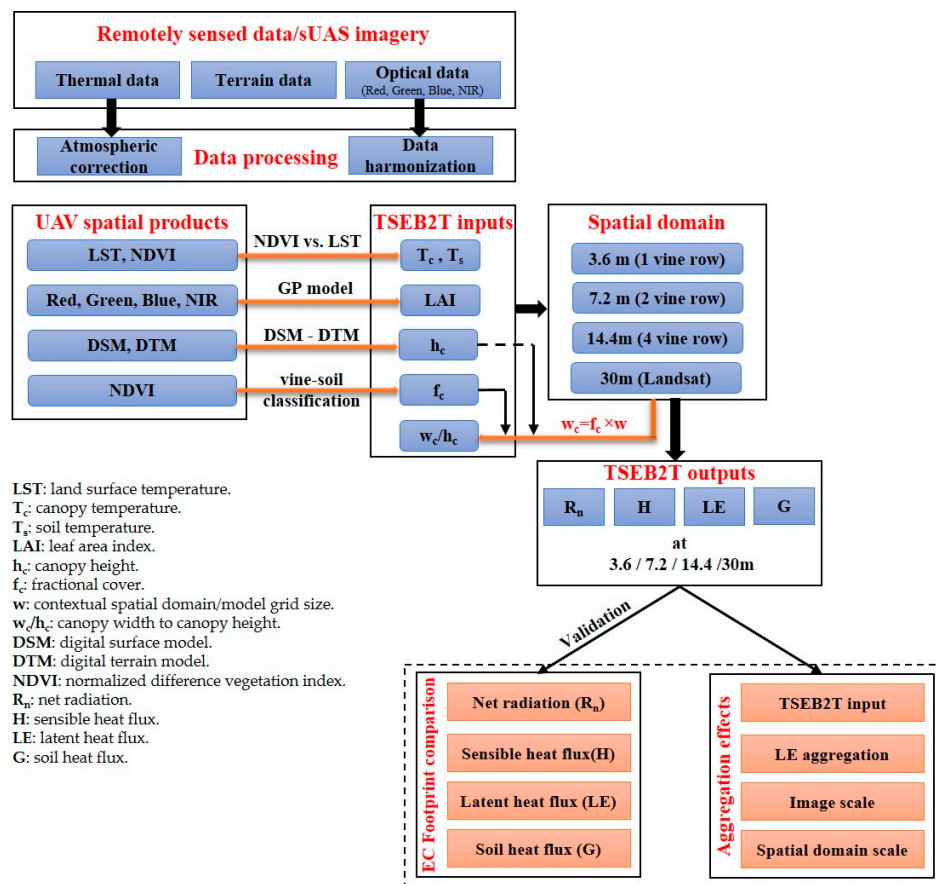 Remotely sensed data/sUAS imagery
Thermal data
Terrain data
Optical data
(Red, Green, Blue, NIR)
Atmospheric
correction
Data processing
Data
harmonization
UAV spatial products
LST, NDVI
Red, Green, Blue, NIR
DSM, DTM
NDVI
NDVI vs. LST
GP model
DSM - DTM
vine-soil
classification
TSEB2T inputs
Tc , Ts
LAI
hc
fc
wc/hc
Spatial domain
3.6 m (1 vine row)
7.2 m (2 vine row)
14.4m (4 vine row)
30m (Landsat)
wc=fc ×w
TSEB2T outputs
Rn
H
LE
G
at
3.6 / 7.2 / 14.4 /30m
LST: land surface temperature.
Tc: canopy temperature.
Ts: soil temperature.
LAI: leaf area index.
hc: canopy height.
fc: fractional cover.
w: contextual spatial domain/model grid size.
wc/hc: canopy width to canopy height.
DSM: digital surface model.
DTM: digital terrain model.
NDVI: normalized difference vegetation index.
Rn: net radiation.
H: sensible heat flux.
LE: latent heat flux.
G: soil heat flux.
Validation
EC Footprint comparison
Net radiation (Rn)
Sensible heat flux(H)
Latent heat flux (LE)
Soil heat flux (G)
Aggregation effects
TSEB2T input
LE aggregation
Image scale
Spatial domain scale